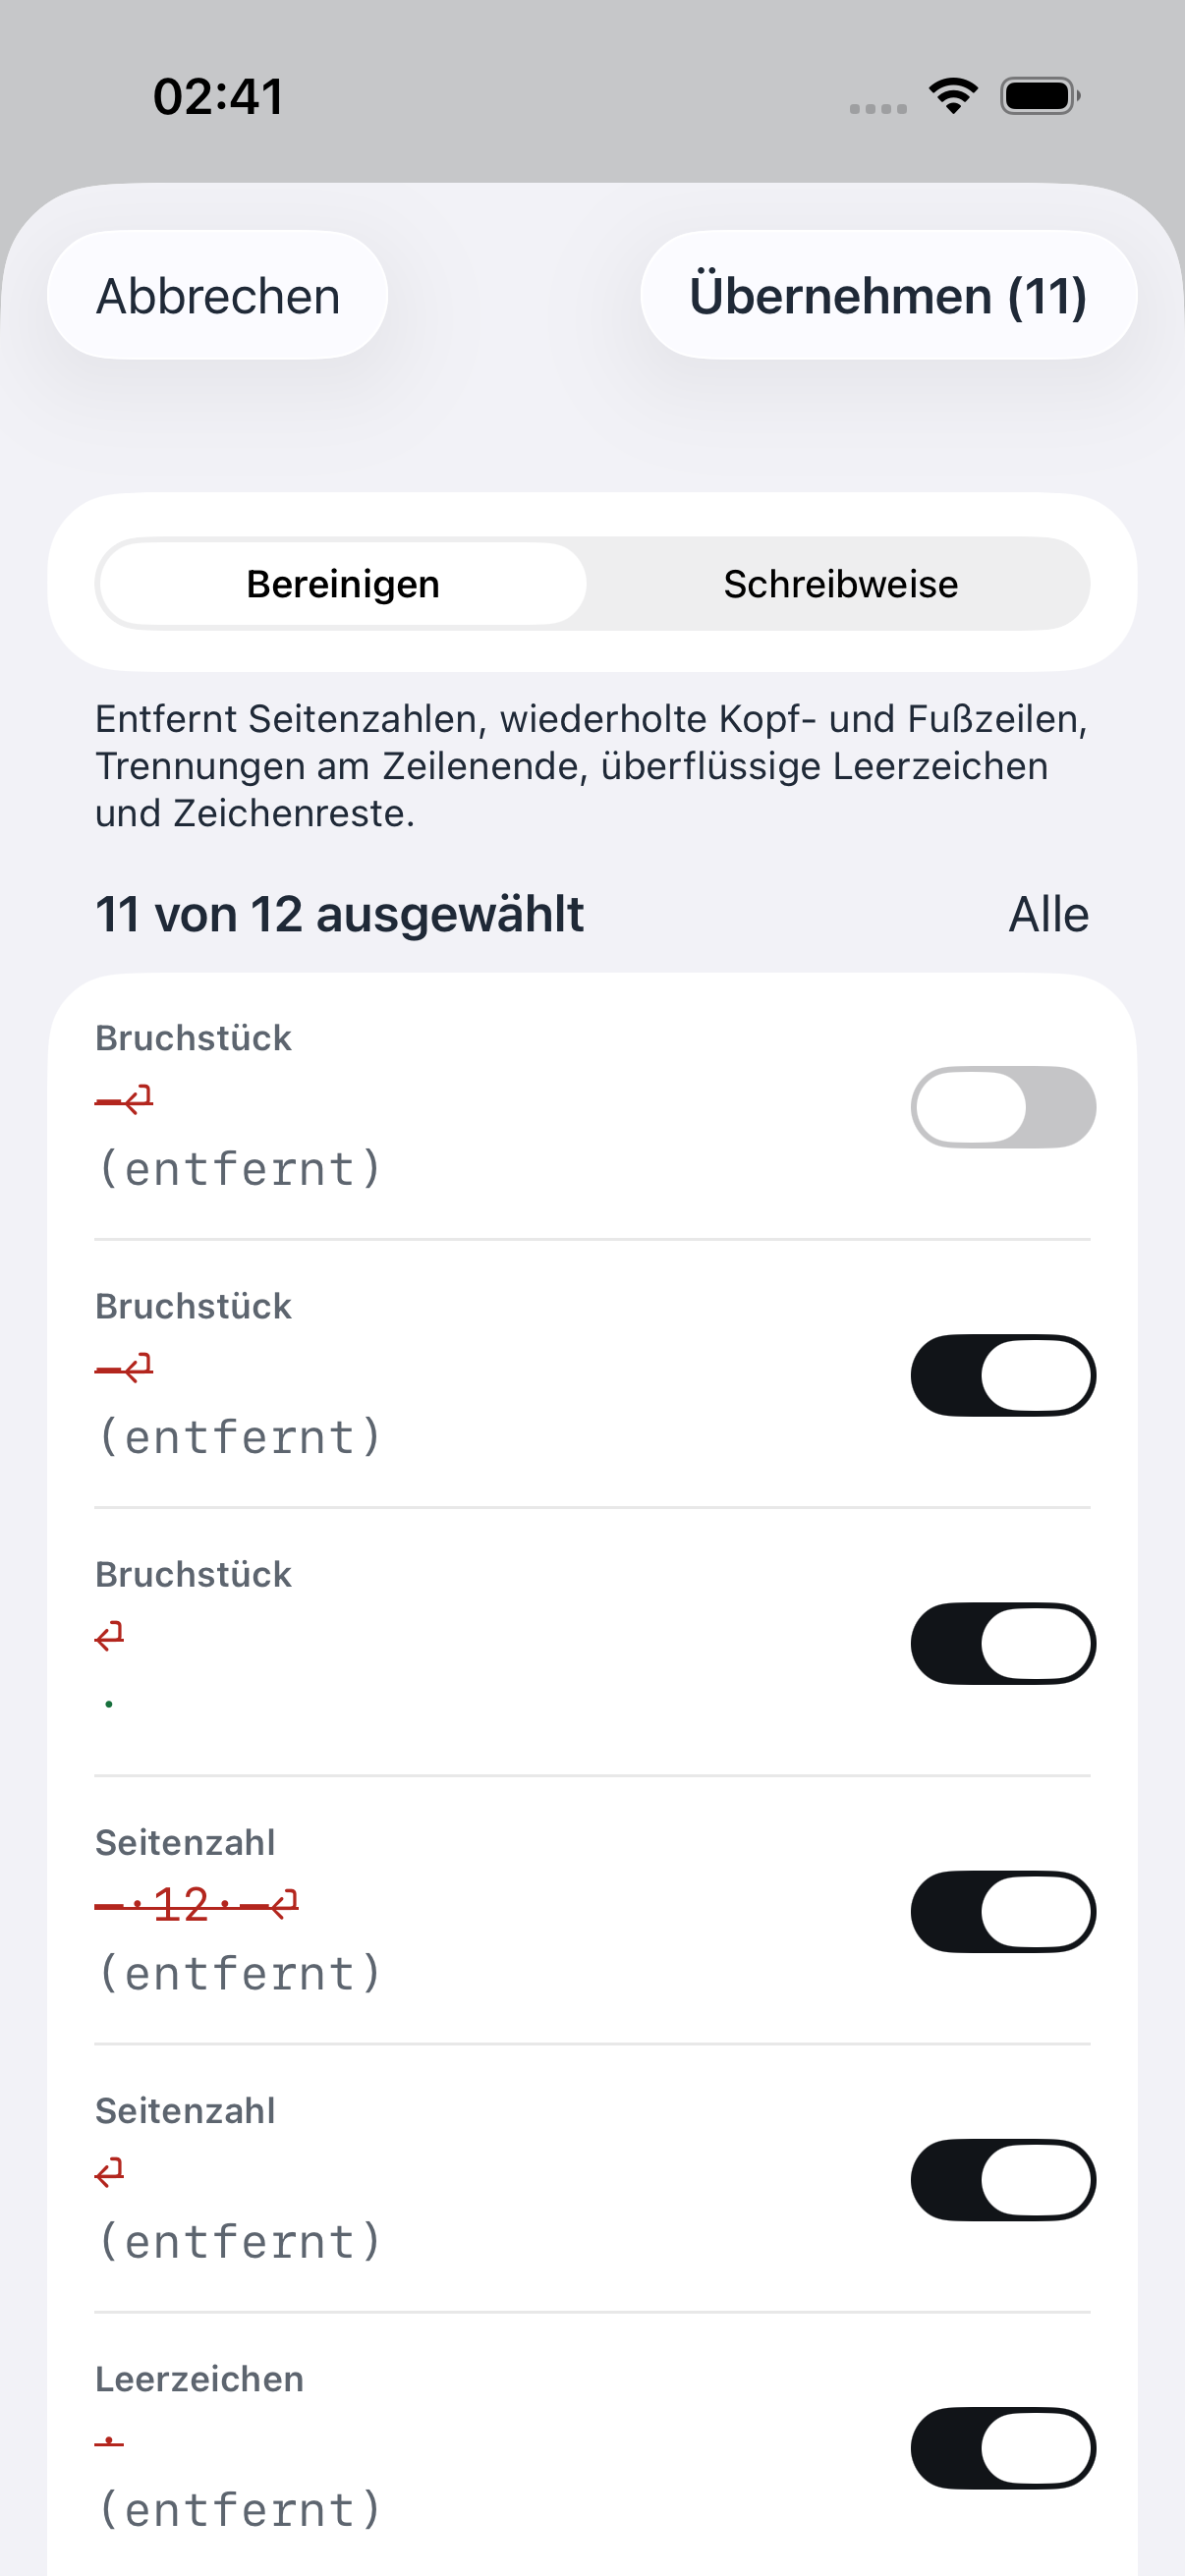 02:41
Abbrechen
Übernehmen (11)
Bereinigen
Schreibweise
Entfernt Seitenzahlen, wiederholte Kopf- und Fußzeilen,
Trennungen am Zeilenende, überflüssige Leerzeichen
und Zeichenreste.
11 von 12 ausgewählt
Alle
Bruchstück
—⏎
(entfernt)
Bruchstück
—⏎
(entfernt)
Bruchstück
⏎
·
Seitenzahl
—·12·—⏎
(entfernt)
Seitenzahl
⏎
(entfernt)
Leerzeichen
·
(entfernt)